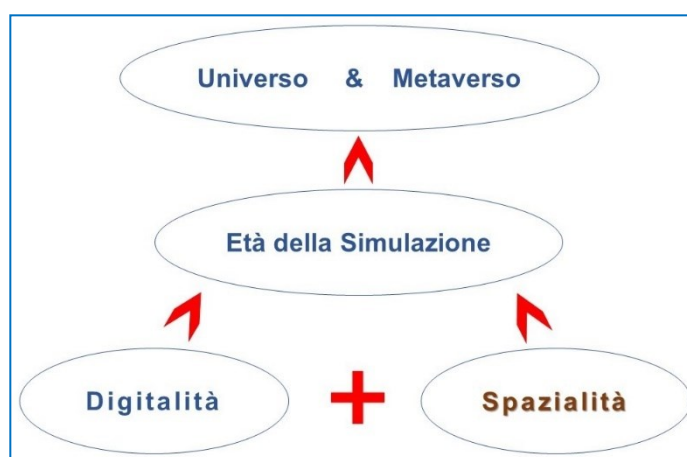 Universo & Metaverso
Età della Simulazione
Digitalità + Spazialità